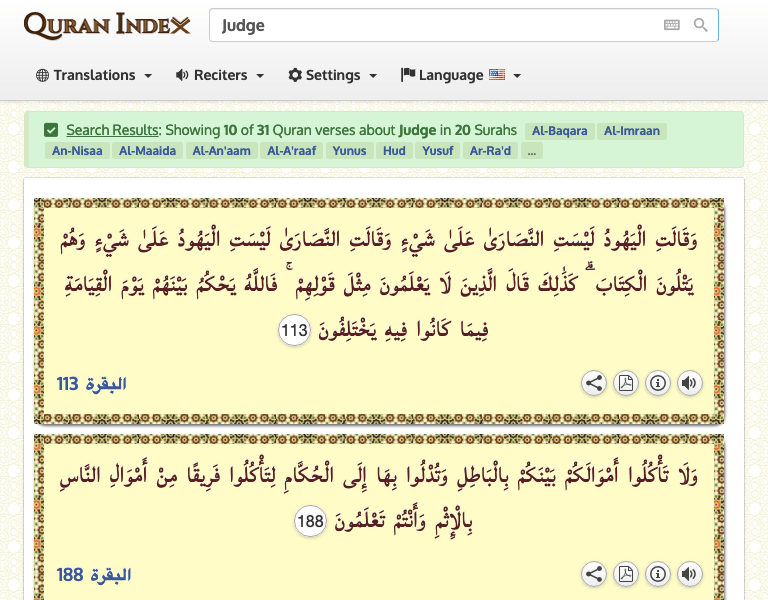 QURAN INDEX
Judge
Translations
Reciters
Settings
Language
Search Results: Showing 10 of 31 Quran verses about Judge in 20 Surahs Al-Baqara Al-Imraan
An-Nisaa Al-Maaida Al-An'aam Al-A'raaf Yunus Hud Yusuf Ar-Ra'd ...
وَقَالَتِ الْيَهُودُ لَيْسَتِ النَّصَارَىٰ عَلَىٰ شَيْءٍ وَقَالَتِ النَّصَارَىٰ لَيْسَتِ الْيَهُودُ عَلَىٰ شَيْءٍ وَهُمْ
يَتْلُونَ الْكِتَابَ ۗ كَذَٰلِكَ قَالَ الَّذِينَ لَا يَعْلَمُونَ مِثْلَ قَوْلِهِمْ ۚ فَاللَّهُ يَحْكُمُ بَيْنَهُمْ يَوْمَ الْقِيَامَةِ
فِيمَا كَانُوا فِيهِ يَخْتَلِفُونَ 113
البقرة 113
وَلَا تَأْكُلُوا أَمْوَالَكُمْ بَيْنَكُمْ بِالْبَاطِلِ وَتُدْلُوا بِهَا إِلَى الْحُكَّامِ لِتَأْكُلُوا فَرِيقًا مِنْ أَمْوَالِ النَّاسِ
بِالْإِثْمِ وَأَنْتُمْ تَعْلَمُونَ 188
البقرة 188